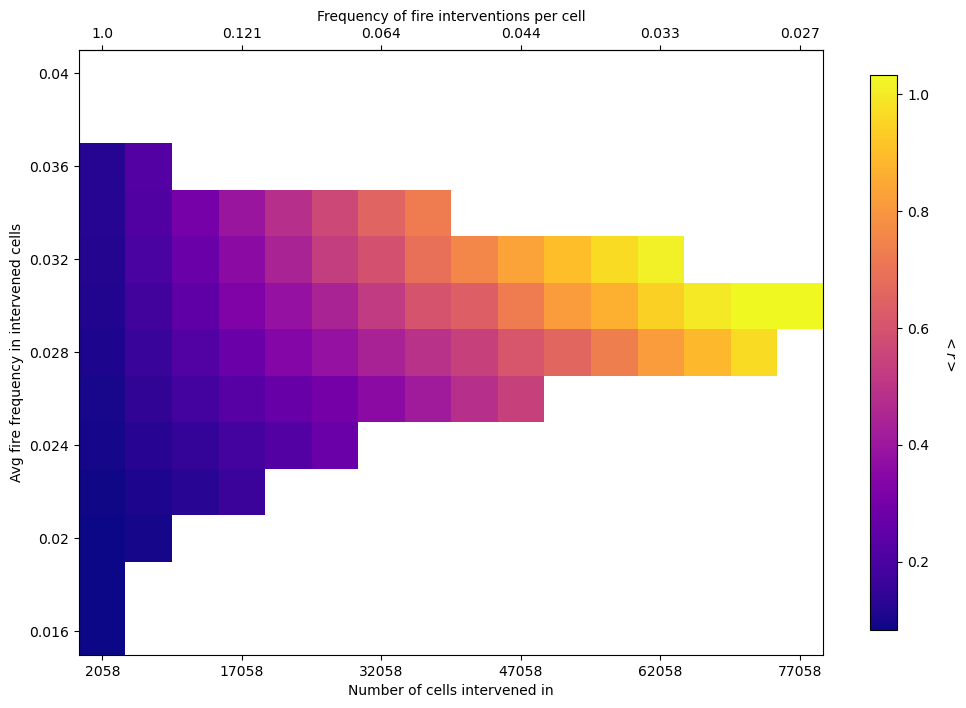 Frequency of fire interventions per cell
1.0 0.121 0.064 0.044 0.033 0.027
0.04
0.036
0.032
0.028
0.024
0.02
0.016
Avg fire frequency in intervened cells
2058 17058 32058 47058 62058 77058
Number of cells intervened in
1.0
0.8
0.6
0.4
0.2
< r >